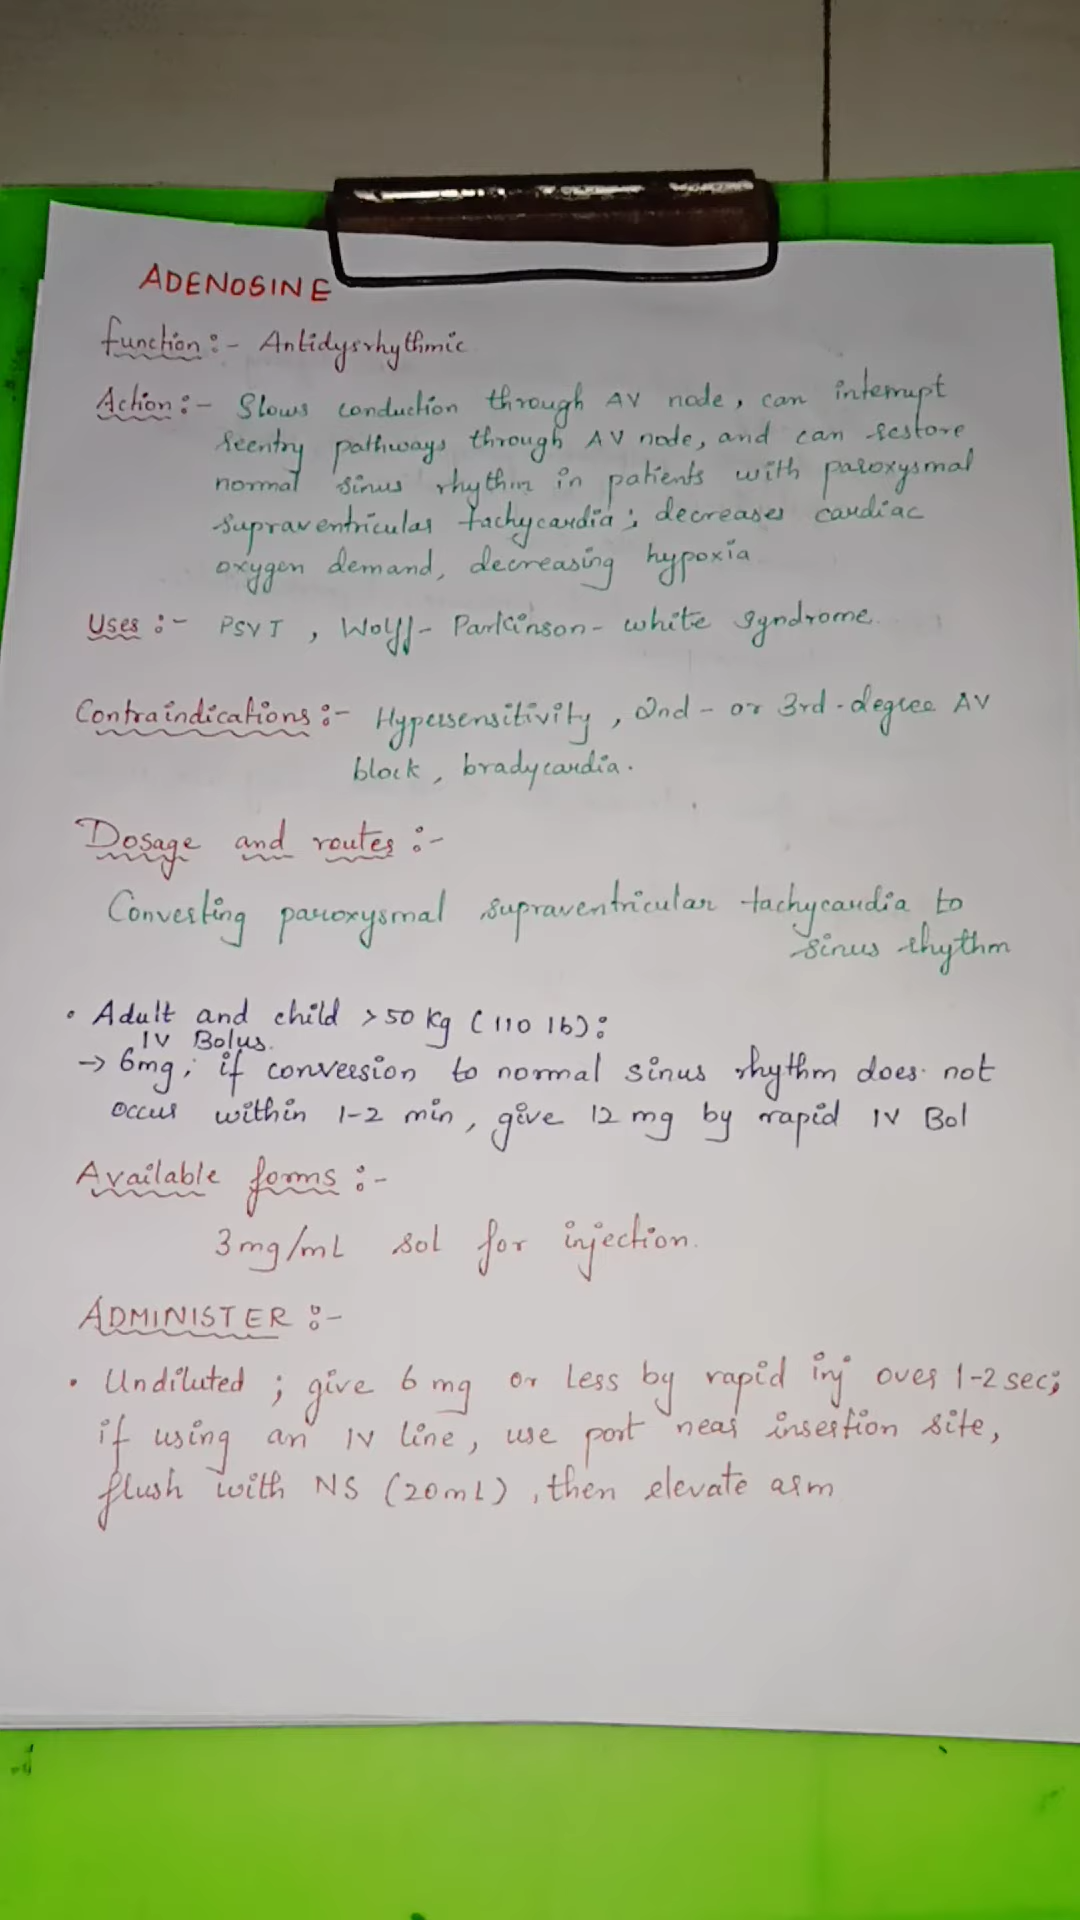 ADENOSINE
function:- Antidysrhythmic
Action:- Slows conduction through AV node, can interrupt
reentry pathways through AV node, and can restore
normal sinus rhythm in patients with paroxysmal
supraventricular tachycardia; decreases cardiac
oxygen demand, decreasing hypoxia
Uses:- PSVT, Wolff-Parkinson-white syndrome
Contraindications:- Hypersensitivity, 2nd- or 3rd-degree AV
block, bradycardia.
Dosage and routes:-
Converting paroxysmal supraventricular tachycardia to
sinus rhythm
• Adult and child >50 kg (110 lb):
IV Bolus.
→ 6mg; if conversion to normal sinus rhythm does not
occur within 1-2 min, give 12 mg by rapid IV Bol
Available forms:-
3mg/mL sol for injection.
ADMINISTER:-
• Undiluted; give 6 mg or less by rapid inj over 1-2 sec;
if using an IV line, use port near insertion site,
flush with NS (20mL), then elevate arm